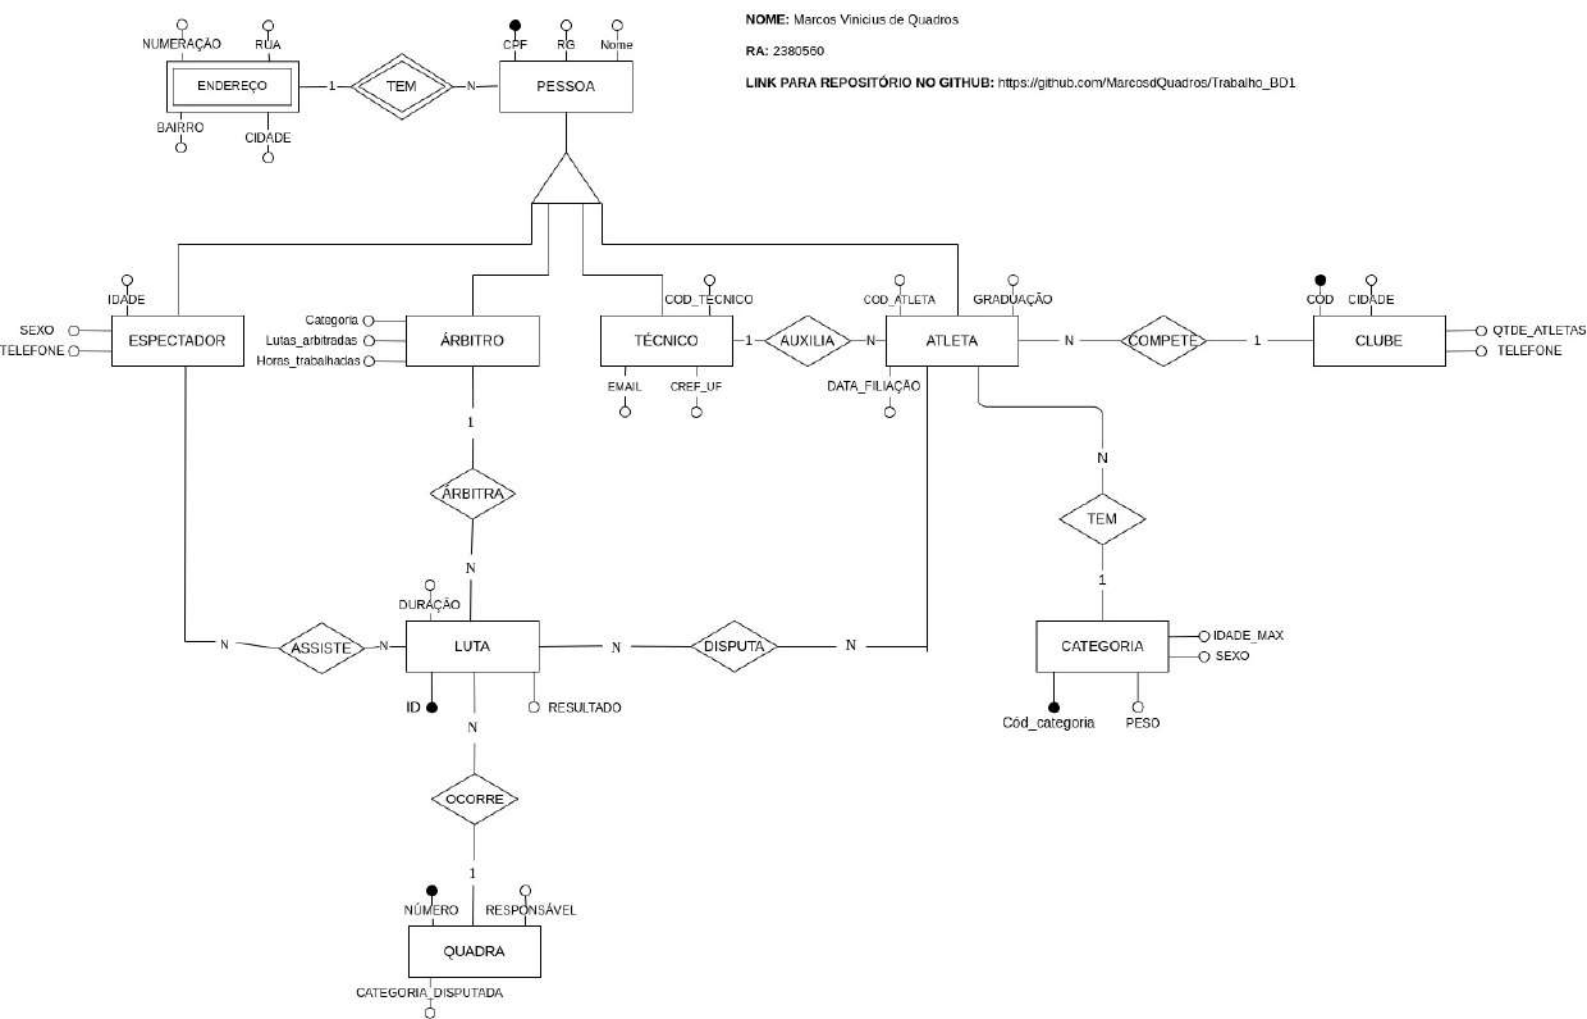 NOME: Marcos Vinicius de Quadros
RA: 2380560
LINK PARA REPOSITÓRIO NO GITHUB: https://github.com/MarcosdQuadros/Trabalho_BD1
NUMERAÇÃO
RUA
CPF
RG
Nome
ENDEREÇO
1
TEM
N
PESSOA
BAIRRO
CIDADE
IDADE
COD_TECNICO
COD_ATLETA
GRADUAÇÃO
COD
CIDADE
SEXO
TELEFONE
ESPECTADOR
Categoria
Lutas_arbitradas
Horas_trabalhadas
ÁRBITRO
TÉCNICO
1
AUXILIA
N
ATLETA
N
COMPETE
1
CLUBE
QTDE_ATLETAS
TELEFONE
EMAIL
CREF_UF
DATA_FILIAÇÃO
1
N
ÁRBITRA
TEM
N
1
DURAÇÃO
N
ASSISTE
N
LUTA
N
DISPUTA
N
CATEGORIA
IDADE_MAX
SEXO
ID
RESULTADO
Cód_categoria
PESO
N
OCORRE
1
NÚMERO
RESPONSÁVEL
QUADRA
CATEGORIA_DISPUTADA